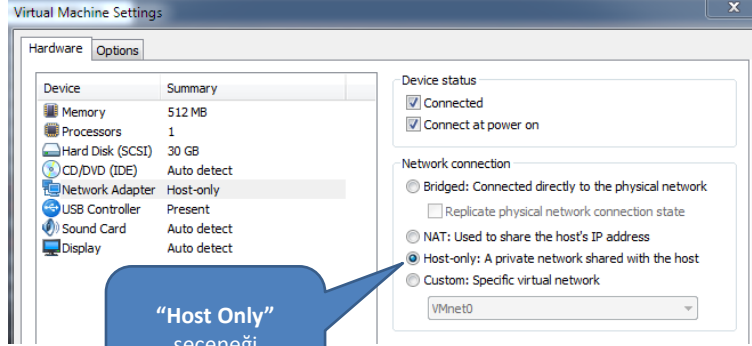 Virtual Machine Settings
x
Hardware Options
Device Summary
Memory 512 MB
Processors 1
Hard Disk (SCSI) 30 GB
CD/DVD (IDE) Auto detect
Network Adapter Host-only
USB Controller Present
Sound Card Auto detect
Display Auto detect
Device status
Connected
Connect at power on
Network connection
Bridged: Connected directly to the physical network
Replicate physical network connection state
NAT: Used to share the host's IP address
Host-only: A private network shared with the host
Custom: Specific virtual network
VMnet0
“Host Only”
seçeneği